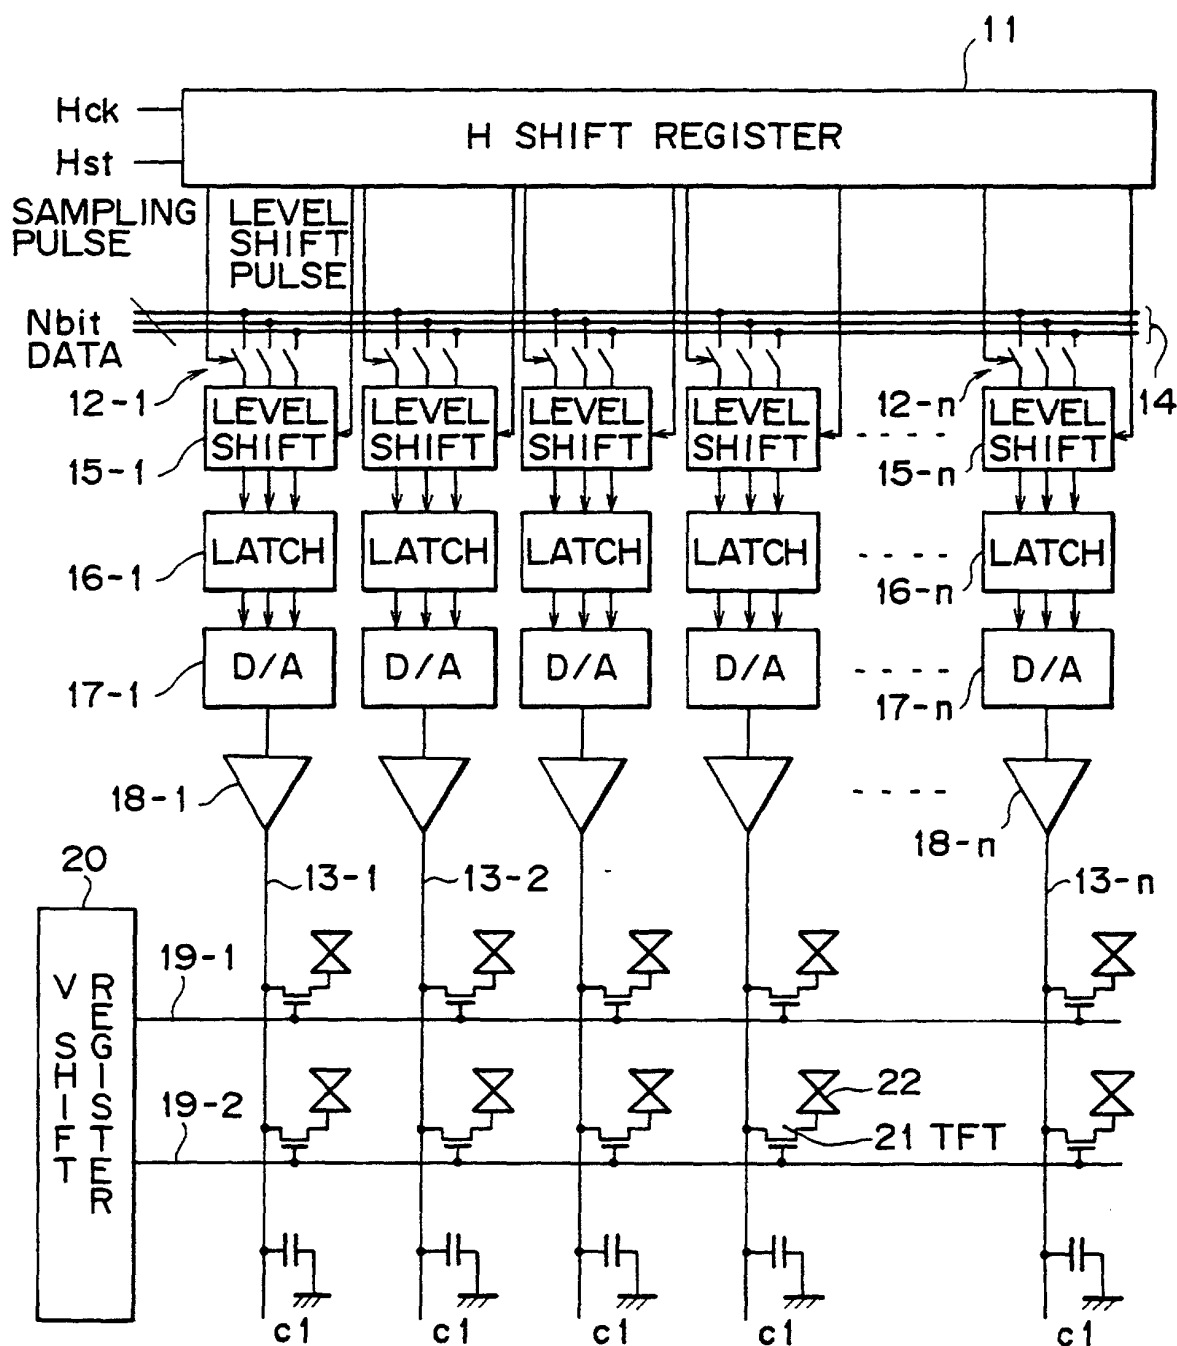 11
Hck
H SHIFT REGISTER
Hst
SAMPLING
PULSE
LEVEL
SHIFT
PULSE
Nbit
DATA
14
12-1
12-n
LEVEL
SHIFT
LEVEL
SHIFT
LEVEL
SHIFT
LEVEL
SHIFT
LEVEL
SHIFT
15-1
15-n
LATCH
LATCH
LATCH
LATCH
LATCH
16-1
16-n
D/A
D/A
D/A
D/A
D/A
17-1
17-n
18-1
18-n
20
13-1
13-2
13-n
V SHIFT
REGISTER
19-1
19-2
22
21 TFT
c1
c1
c1
c1
c1